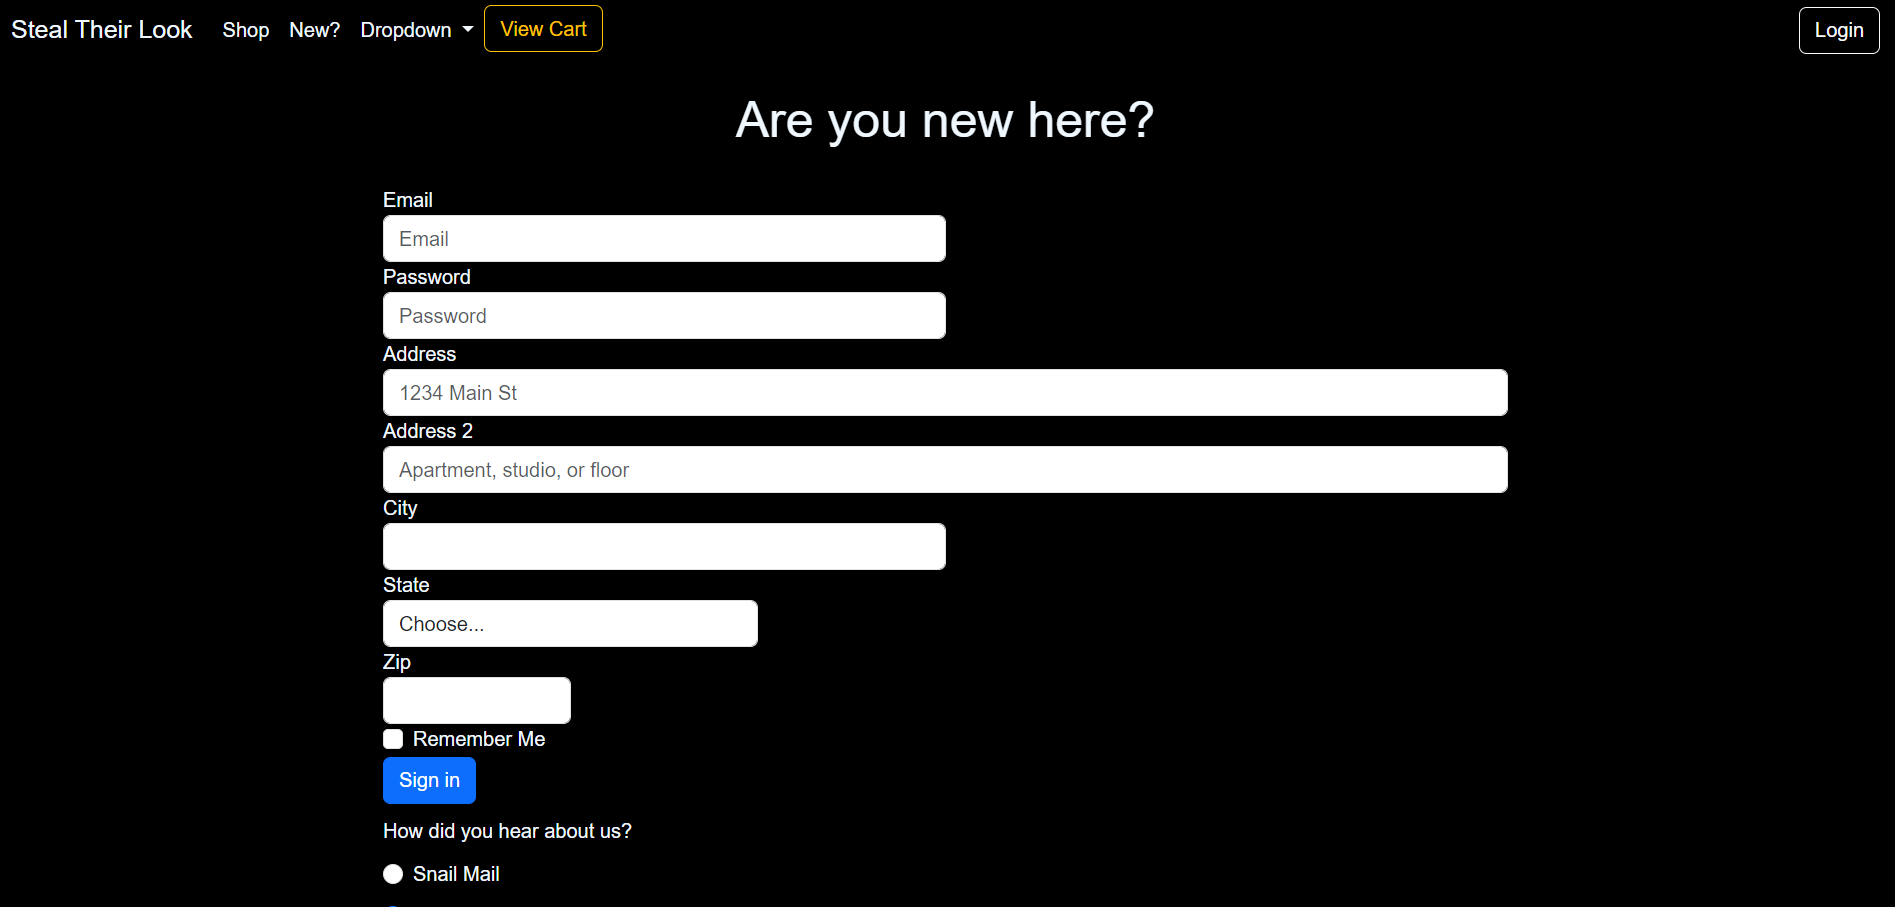 Steal Their Look Shop New? Dropdown View Cart Login
Are you new here?
Email
Email
Password
Password
Address
1234 Main St
Address 2
Apartment, studio, or floor
City
State
Choose...
Zip
Remember Me
Sign in
How did you hear about us?
Snail Mail